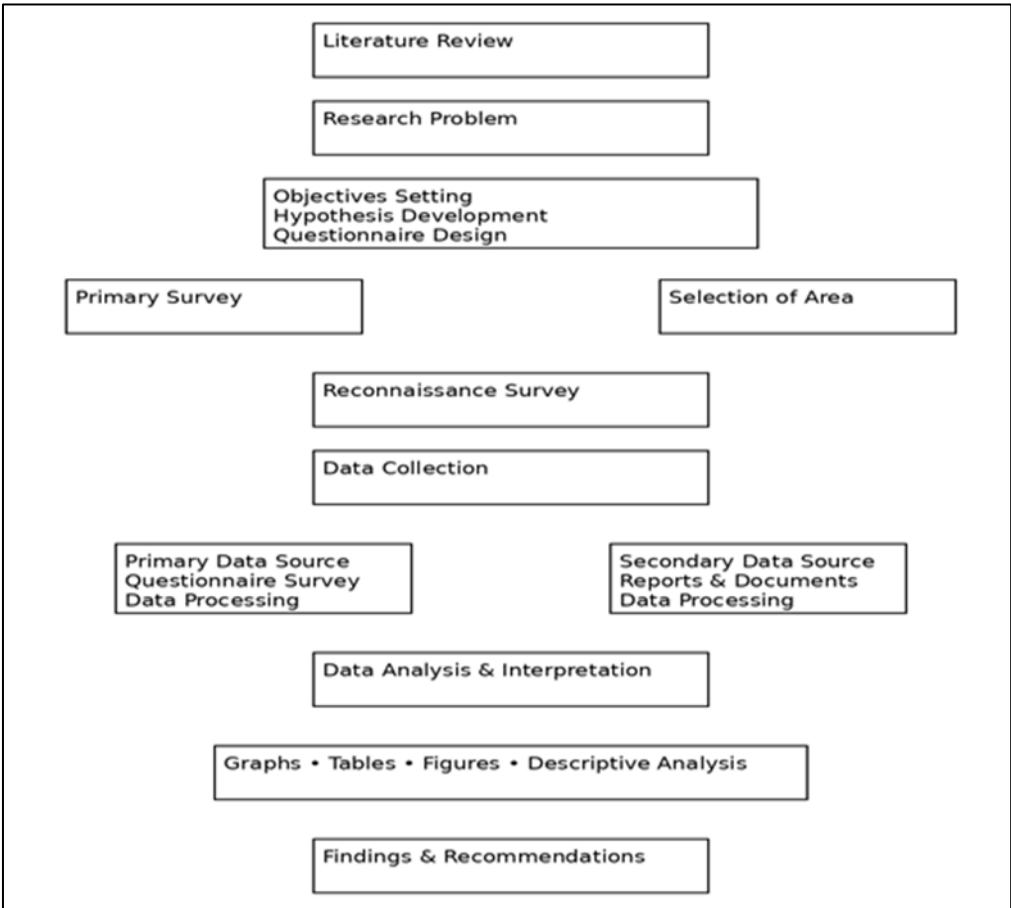 Literature Review
Research Problem
Objectives Setting
Hypothesis Development
Questionnaire Design
Primary Survey
Selection of Area
Reconnaissance Survey
Data Collection
Primary Data Source
Questionnaire Survey
Data Processing
Secondary Data Source
Reports & Documents
Data Processing
Data Analysis & Interpretation
Graphs • Tables • Figures • Descriptive Analysis
Findings & Recommendations